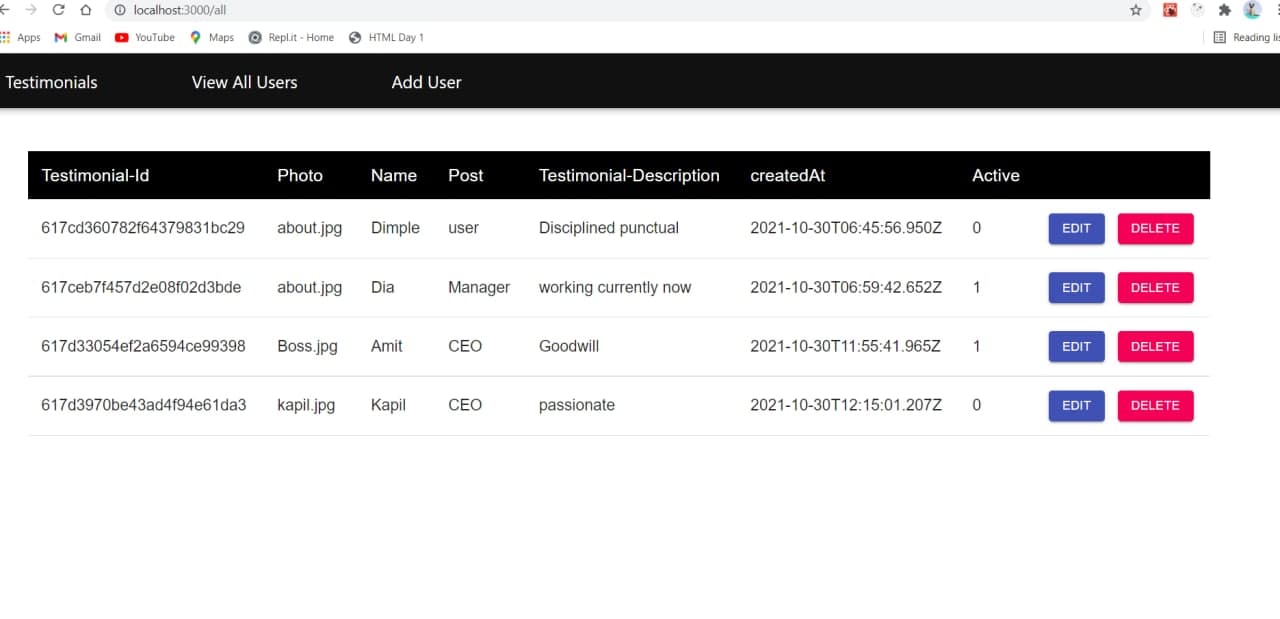 localhost:3000/all
Apps Gmail YouTube Maps Repl.it - Home HTML Day 1 Reading lis
Testimonials View All Users Add User
Testimonial-Id Photo Name Post Testimonial-Description createdAt Active
617cd360782f64379831bc29 about.jpg Dimple user Disciplined punctual 2021-10-30T06:45:56.950Z 0 EDIT DELETE
617ceb7f457d2e08f02d3bde about.jpg Dia Manager working currently now 2021-10-30T06:59:42.652Z 1 EDIT DELETE
617d33054ef2a6594ce99398 Boss.jpg Amit CEO Goodwill 2021-10-30T11:55:41.965Z 1 EDIT DELETE
617d3970be43ad4f94e61da3 kapil.jpg Kapil CEO passionate 2021-10-30T12:15:01.207Z 0 EDIT DELETE